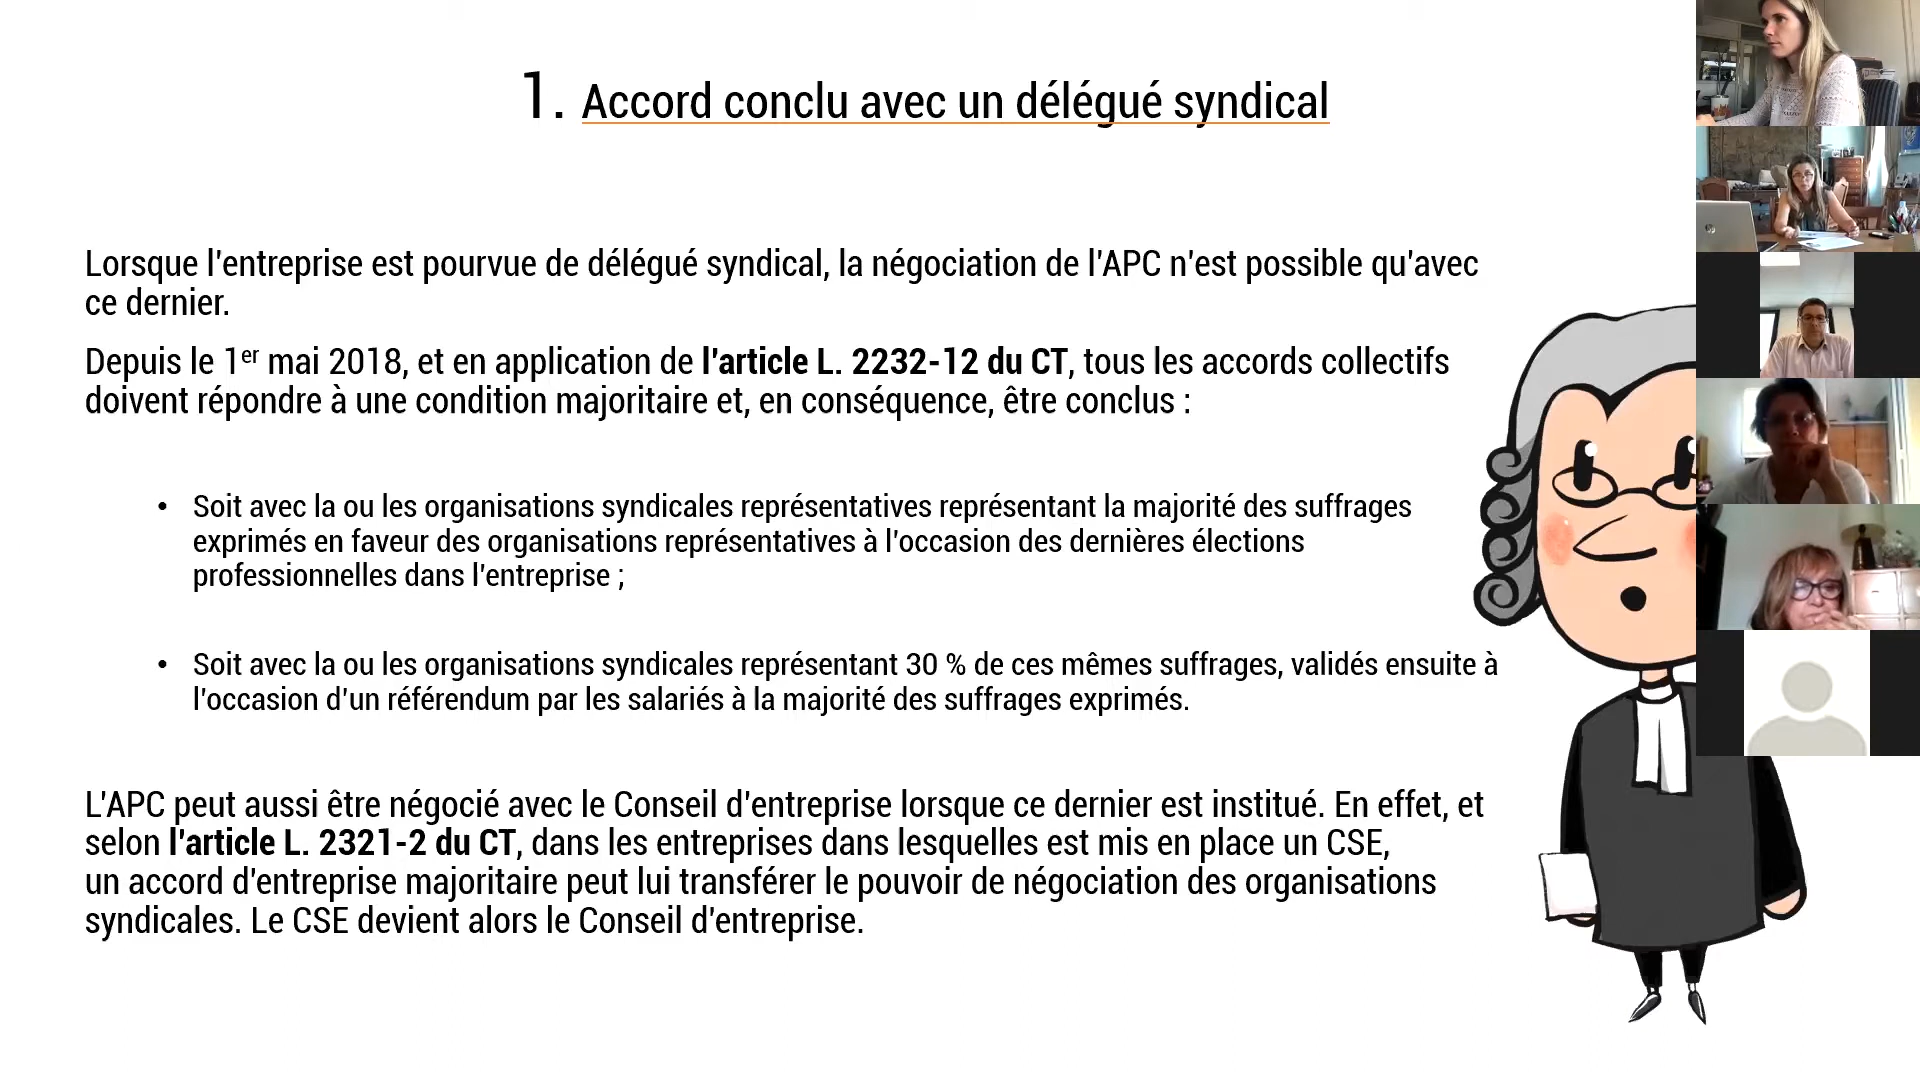 1. Accord conclu avec un délégué syndical
Lorsque l'entreprise est pourvue de délégué syndical, la négociation de l'APC n'est possible qu'avec
ce dernier.
Depuis le 1er mai 2018, et en application de l'article L. 2232-12 du CT, tous les accords collectifs
doivent répondre à une condition majoritaire et, en conséquence, être conclus :
• Soit avec la ou les organisations syndicales représentatives représentant la majorité des suffrages
exprimés en faveur des organisations représentatives à l'occasion des dernières élections
professionnelles dans l'entreprise ;
• Soit avec la ou les organisations syndicales représentant 30 % de ces mêmes suffrages, validés ensuite à
l'occasion d'un référendum par les salariés à la majorité des suffrages exprimés.
L'APC peut aussi être négocié avec le Conseil d'entreprise lorsque ce dernier est institué. En effet, et
selon l'article L. 2321-2 du CT, dans les entreprises dans lesquelles est mis en place un CSE,
un accord d'entreprise majoritaire peut lui transférer le pouvoir de négociation des organisations
syndicales. Le CSE devient alors le Conseil d'entreprise.